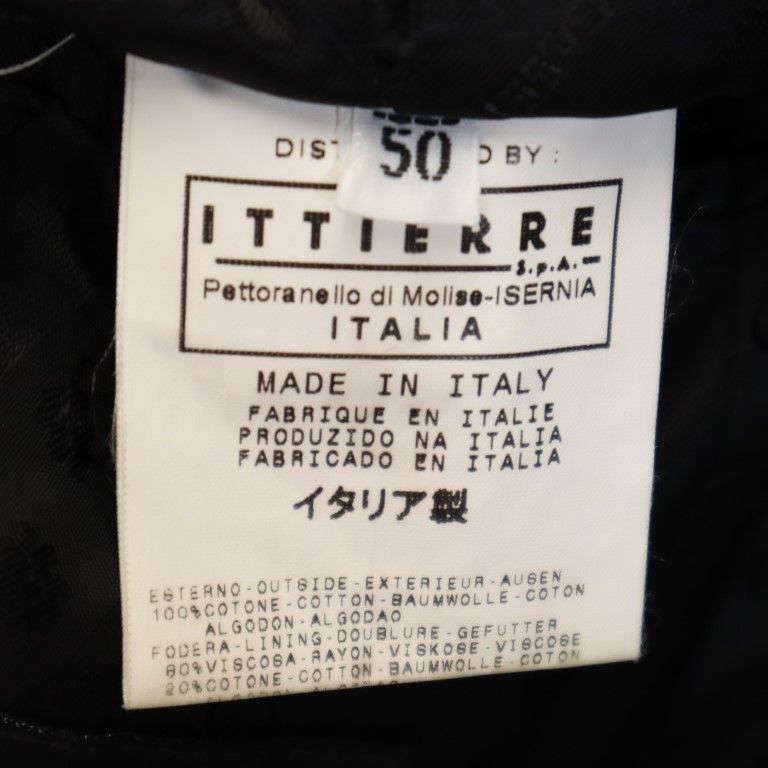 50
DIST D BY :
ITTIERRE
S.p.A.
Pettoranello di Molise-ISERNIA
ITALIA
MADE IN ITALY
FABRIQUE EN ITALIE
PRODUZIDO NA ITALIA
FABRICADO EN ITALIA
イタリア製
ESTERNO-OUTSIDE-EXTERIEUR-AUSEN
100%COTONE-COTTON-BAUMWOLLE-COTON
ALGODON-ALGODAO
FODERA-LINING-DOUBLURE-GEFUTTER
80%VISCOSA-RAYON-VISKOSE-VISCOSE
20%COTONE-COTTON-BAUMWOLLE-COTON
ALGODON-ALGODAO